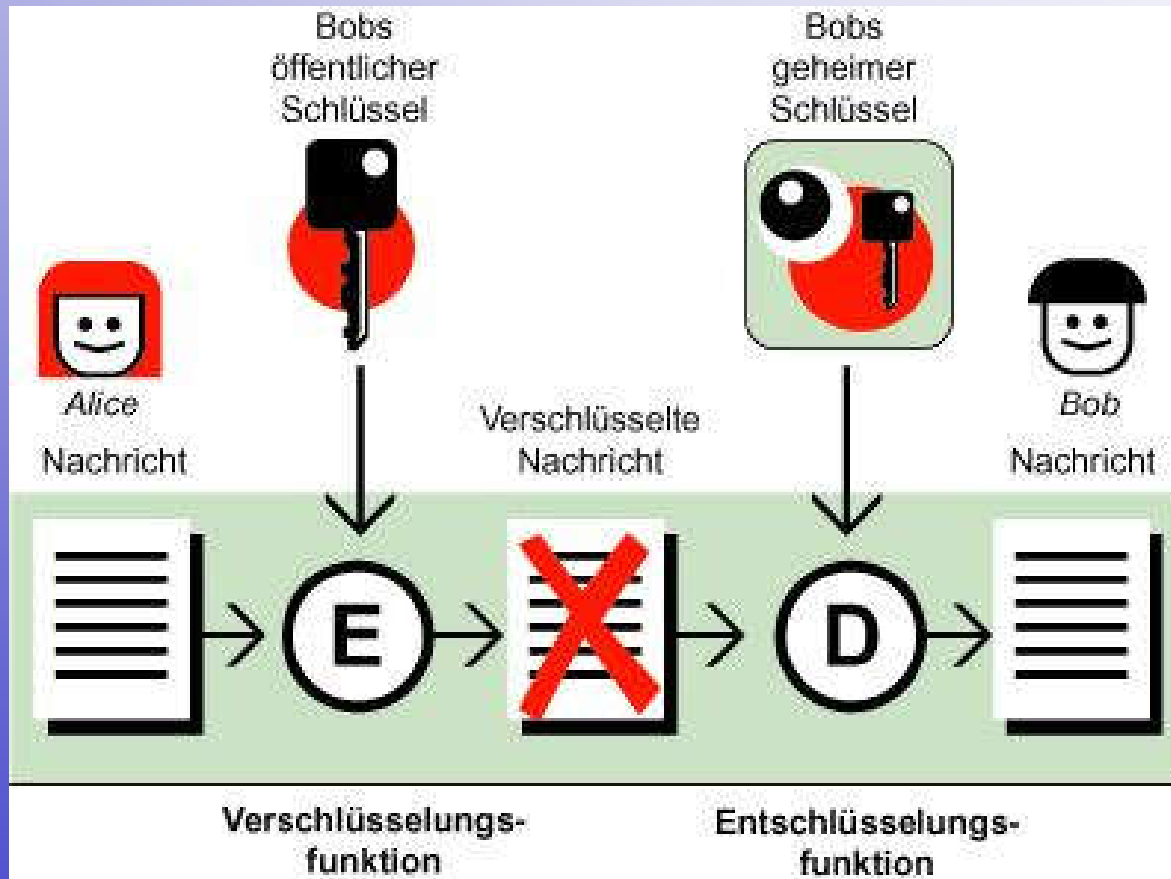 Bobs
öffentlicher
Schlüssel
Bobs
geheimer
Schlüssel
Alice
Nachricht
Verschlüsselte
Nachricht
Bob
Nachricht
E
D
Verschlüsselungs-
funktion
Entschlüsselungs-
funktion